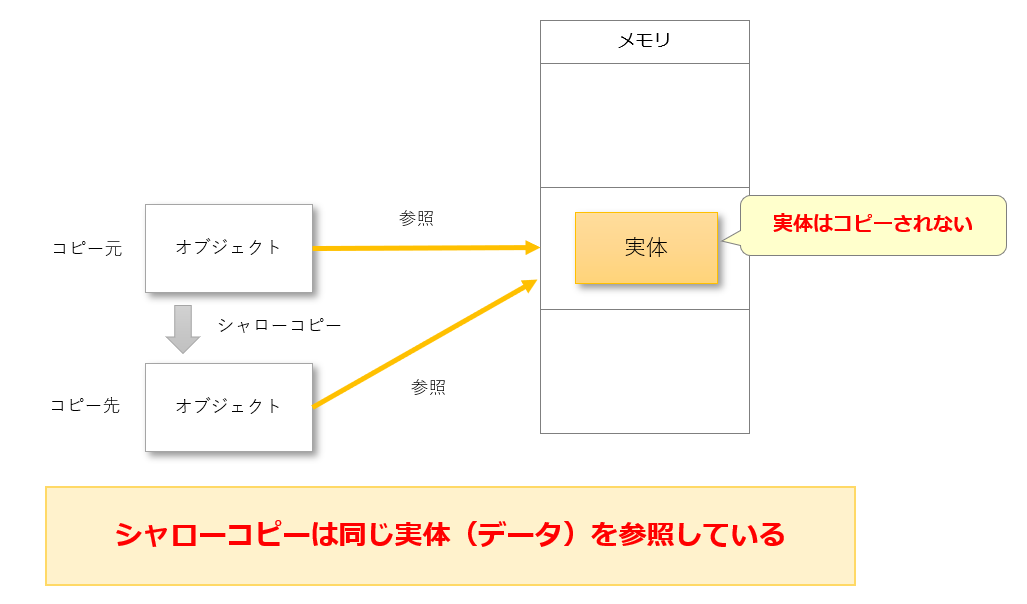 メモリ
実体はコピーされない
参照
コピー元
オブジェクト
実体
シャローコピー
参照
コピー先
オブジェクト
シャローコピーは同じ実体（データ）を参照している